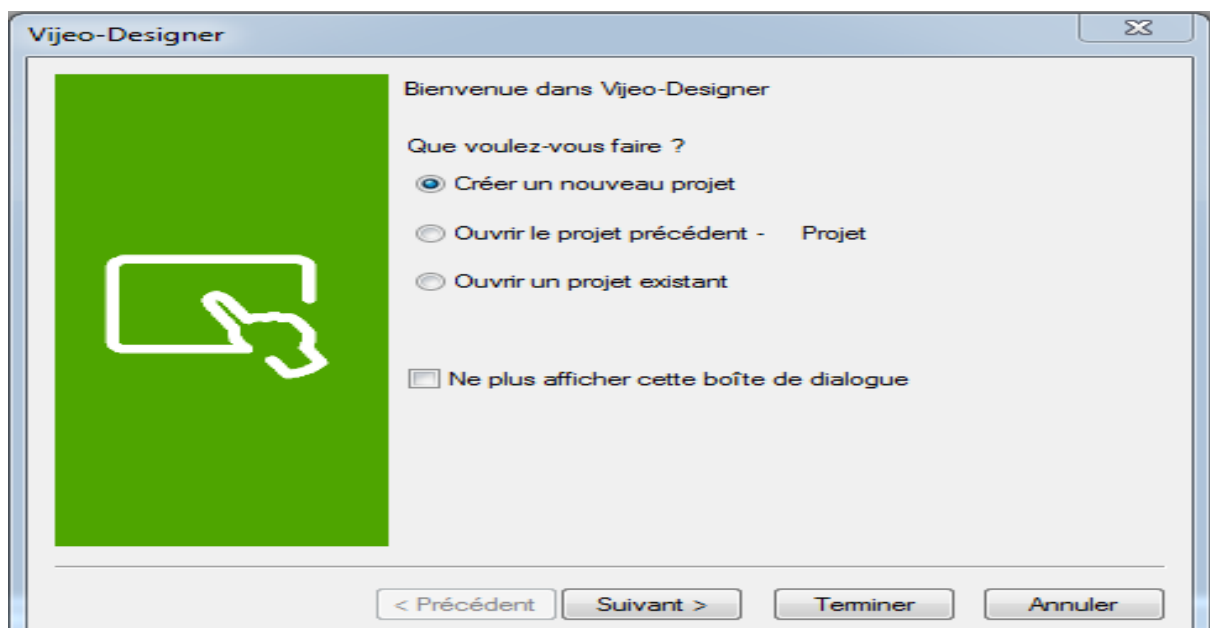 Vijeo-Designer
Bienvenue dans Vijeo-Designer
Que voulez-vous faire ?
Créer un nouveau projet
Ouvrir le projet précédent - Projet
Ouvrir un projet existant
Ne plus afficher cette boîte de dialogue
< Précédent Suivant > Terminer Annuler